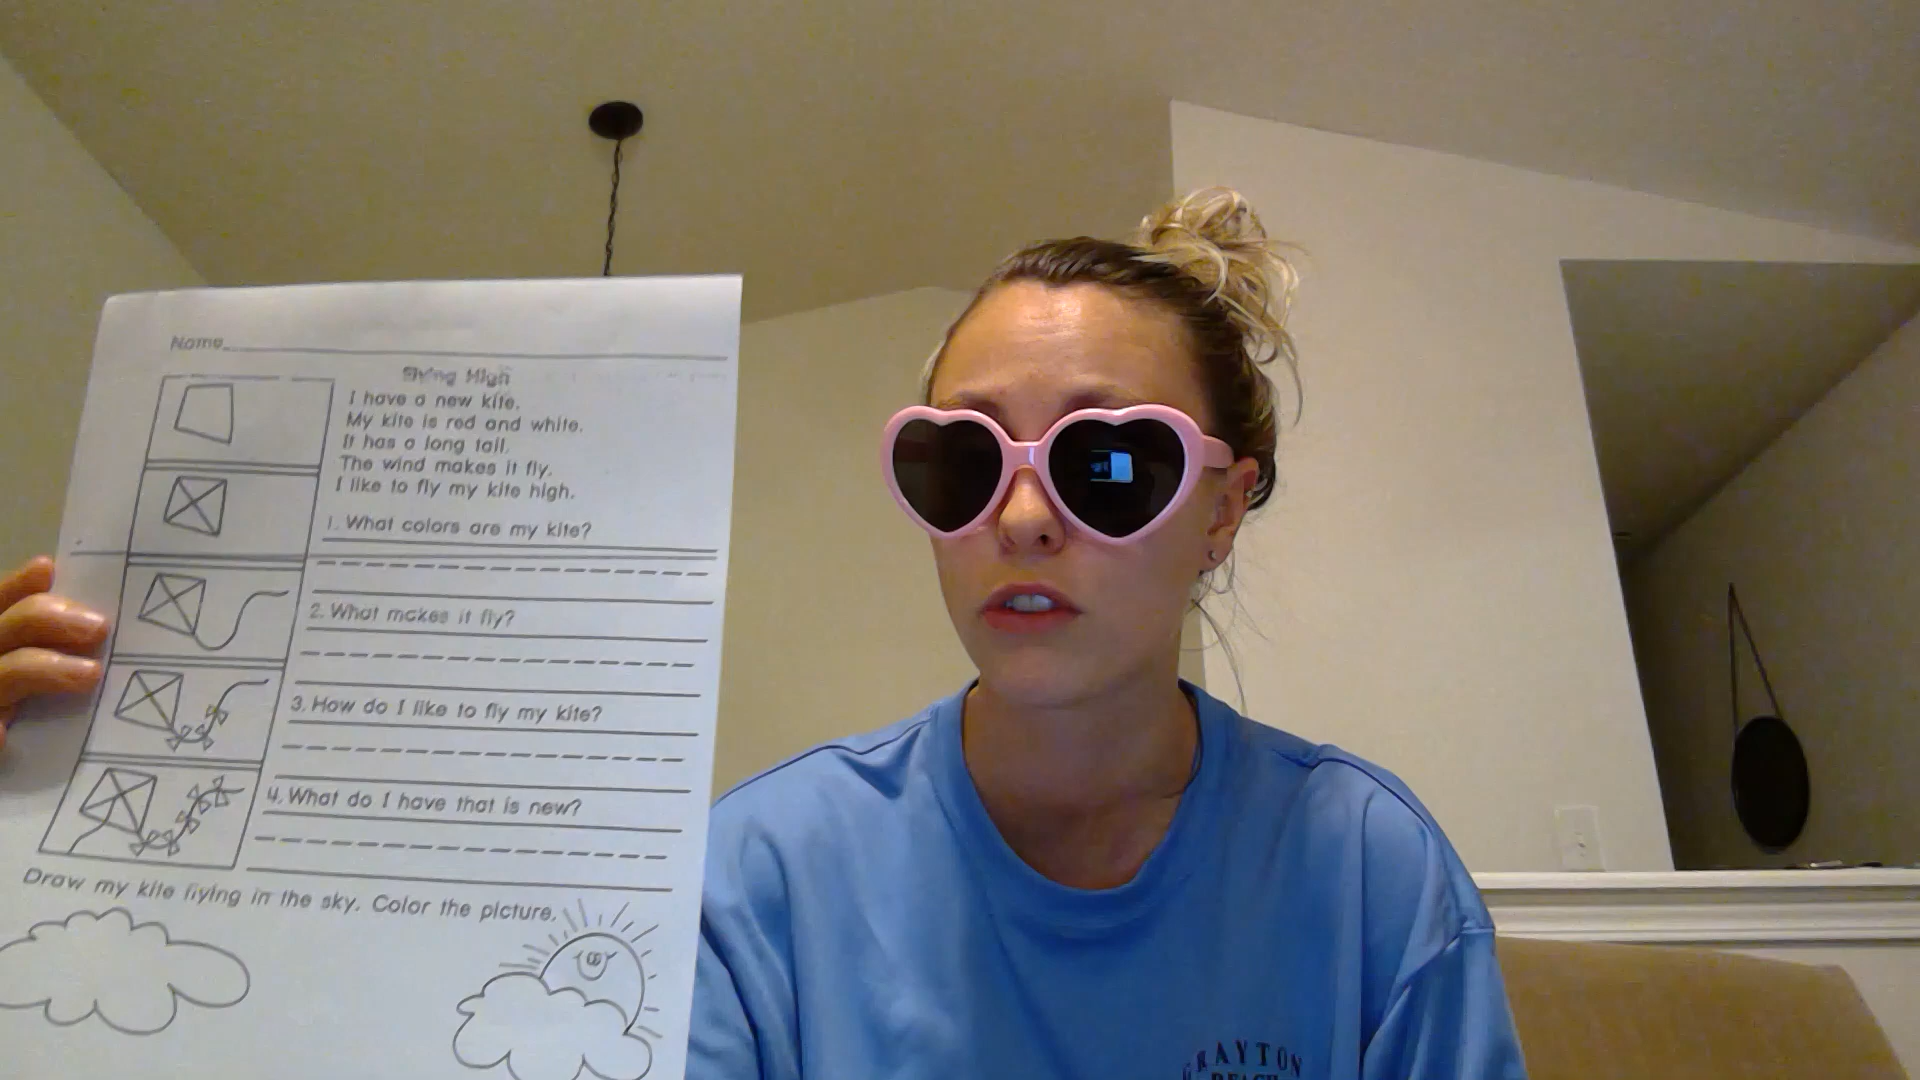 Name
Flying High
I have a new kite.
My kite is red and white.
It has a long tail.
The wind makes it fly.
I like to fly my kite high.
1. What colors are my kite?
2. What makes it fly?
3. How do I like to fly my kite?
4. What do I have that is new?
Draw my kite flying in the sky. Color the picture.
GRAYTON
BEACH